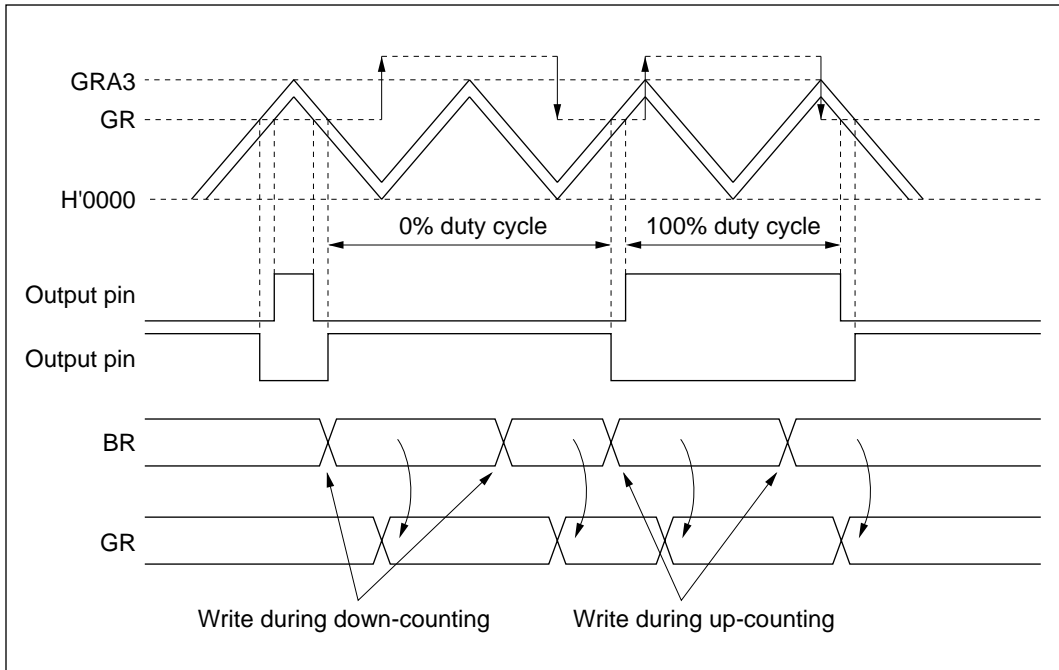 GRA3
GR
H'0000
0% duty cycle
100% duty cycle
Output pin
Output pin
BR
GR
Write during down-counting
Write during up-counting